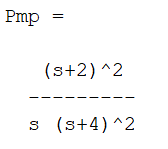 Pmp =
(s+2)^2
---------
s (s+4)^2